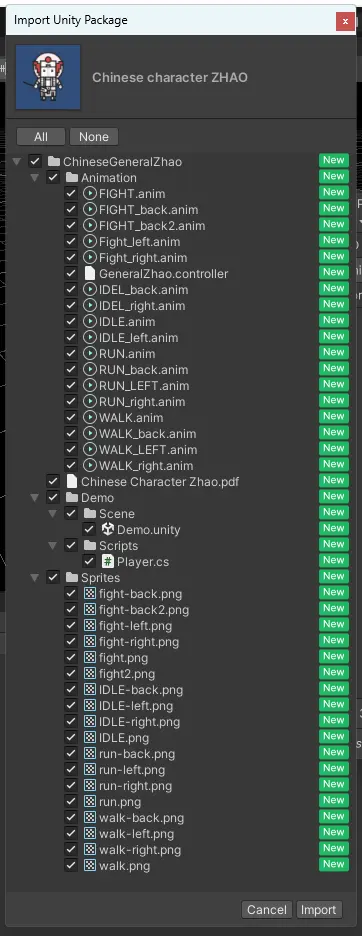 Import Unity Package
x
Chinese character ZHAO
All None
ChineseGeneralZhao New
Animation New
FIGHT.anim New
FIGHT_back.anim New
FIGHT_back2.anim New
Fight_left.anim New
Fight_right.anim New
GeneralZhao.controller New
IDEL_back.anim New
IDEL_right.anim New
IDLE.anim New
IDLE_left.anim New
RUN.anim New
RUN_back.anim New
RUN_LEFT.anim New
RUN_right.anim New
WALK.anim New
WALK_back.anim New
WALK_LEFT.anim New
WALK_right.anim New
Chinese Character Zhao.pdf New
Demo New
Scene New
Demo.unity New
Scripts New
# Player.cs New
Sprites New
fight-back.png New
fight-back2.png New
fight-left.png New
fight-right.png New
fight.png New
fight2.png New
IDLE-back.png New
IDLE-left.png New
IDLE-right.png New
IDLE.png New
run-back.png New
run-left.png New
run-right.png New
run.png New
walk-back.png New
walk-left.png New
walk-right.png New
walk.png New
Cancel Import